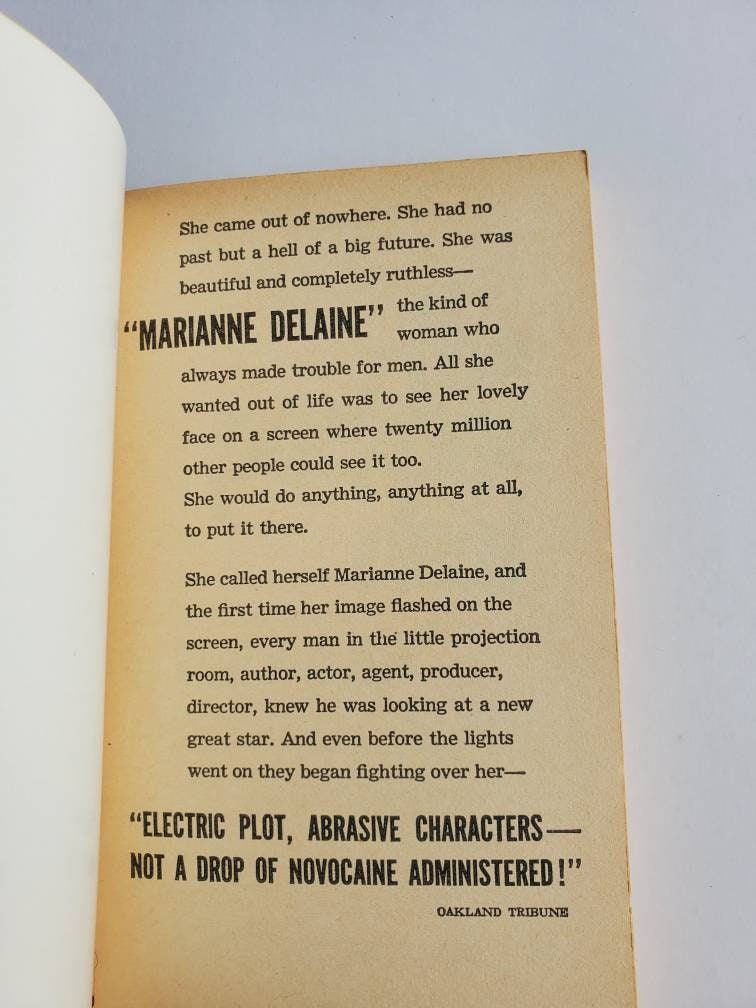 She came out of nowhere. She had no
past but a hell of a big future. She was
beautiful and completely ruthless—
“MARIANNE DELAINE” the kind of
woman who
always made trouble for men. All she
wanted out of life was to see her lovely
face on a screen where twenty million
other people could see it too.
She would do anything, anything at all,
to put it there.
She called herself Marianne Delaine, and
the first time her image flashed on the
screen, every man in the little projection
room, author, actor, agent, producer,
director, knew he was looking at a new
great star. And even before the lights
went on they began fighting over her—
“ELECTRIC PLOT, ABRASIVE CHARACTERS—
NOT A DROP OF NOVOCAINE ADMINISTERED!”
OAKLAND TRIBUNE